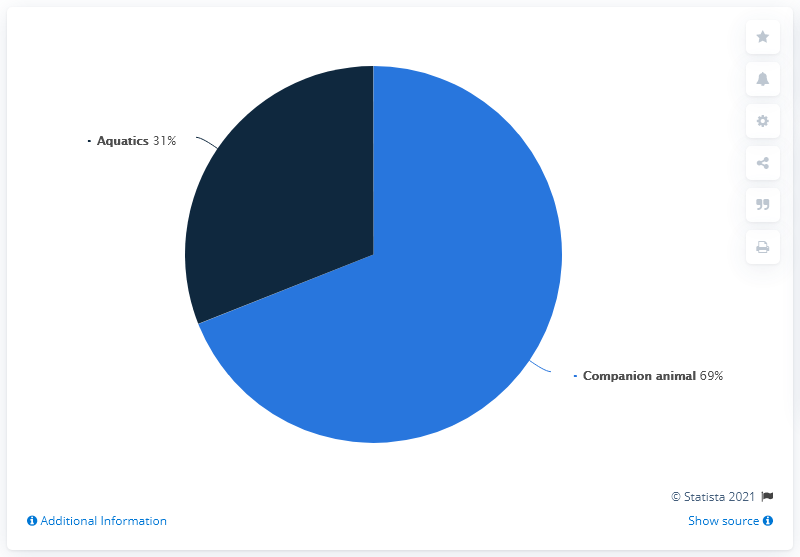 Aquatics 31%
Companion animal 69%
© Statista 2021
Additional Information
Show source